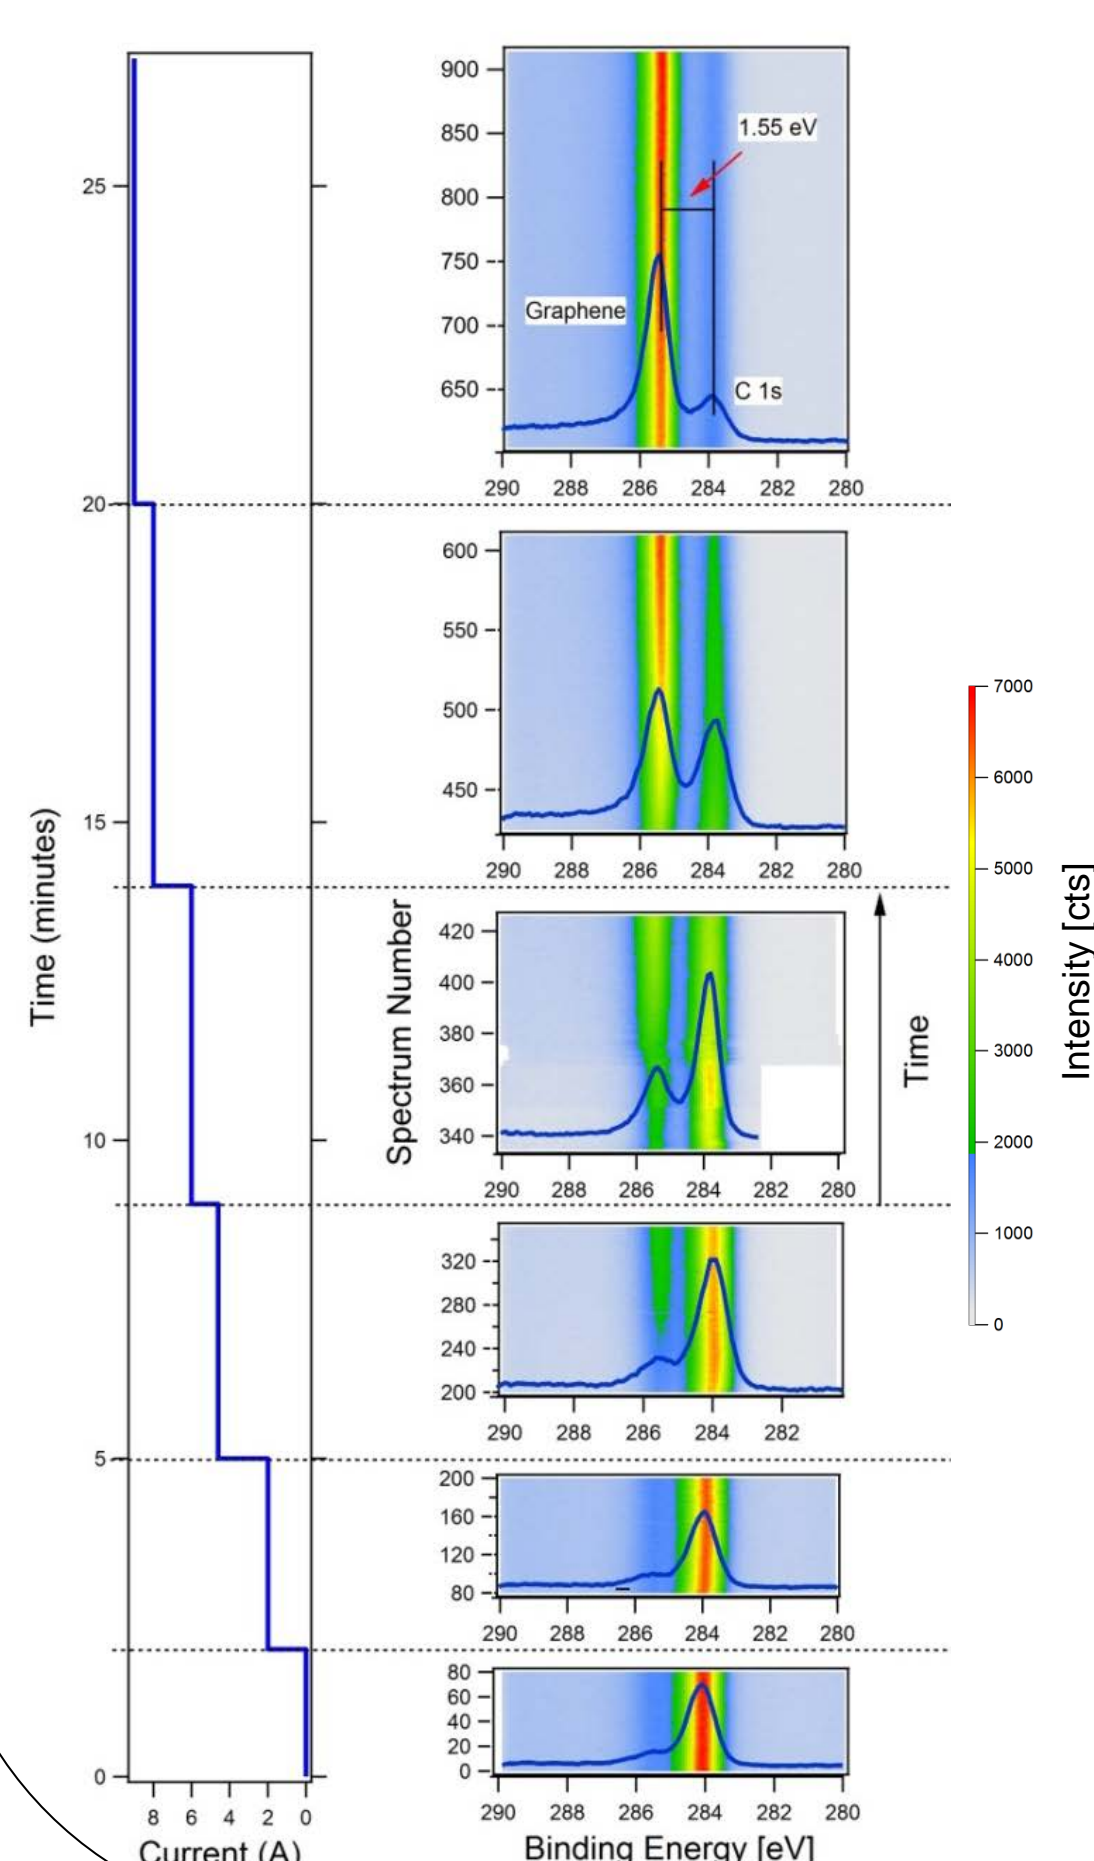 900
850
800
750
700
650
1.55 eV
Graphene
C 1s
290 288 286 284 282 280
600
550
500
450
290 288 286 284 282 280
420
400
380
360
340
290 288 286 284 282 280
320
280
240
200
290 288 286 284 282
200
160
120
80
290 288 286 284 282 280
80
60
40
20
0
290 288 286 284 282 280
Binding Energy [eV]
Spectrum Number
Time
25
20
15
10
5
0
Time (minutes)
8 6 4 2 0
Current (A)
7000
6000
5000
4000
3000
2000
1000
0
Intensity [cts]